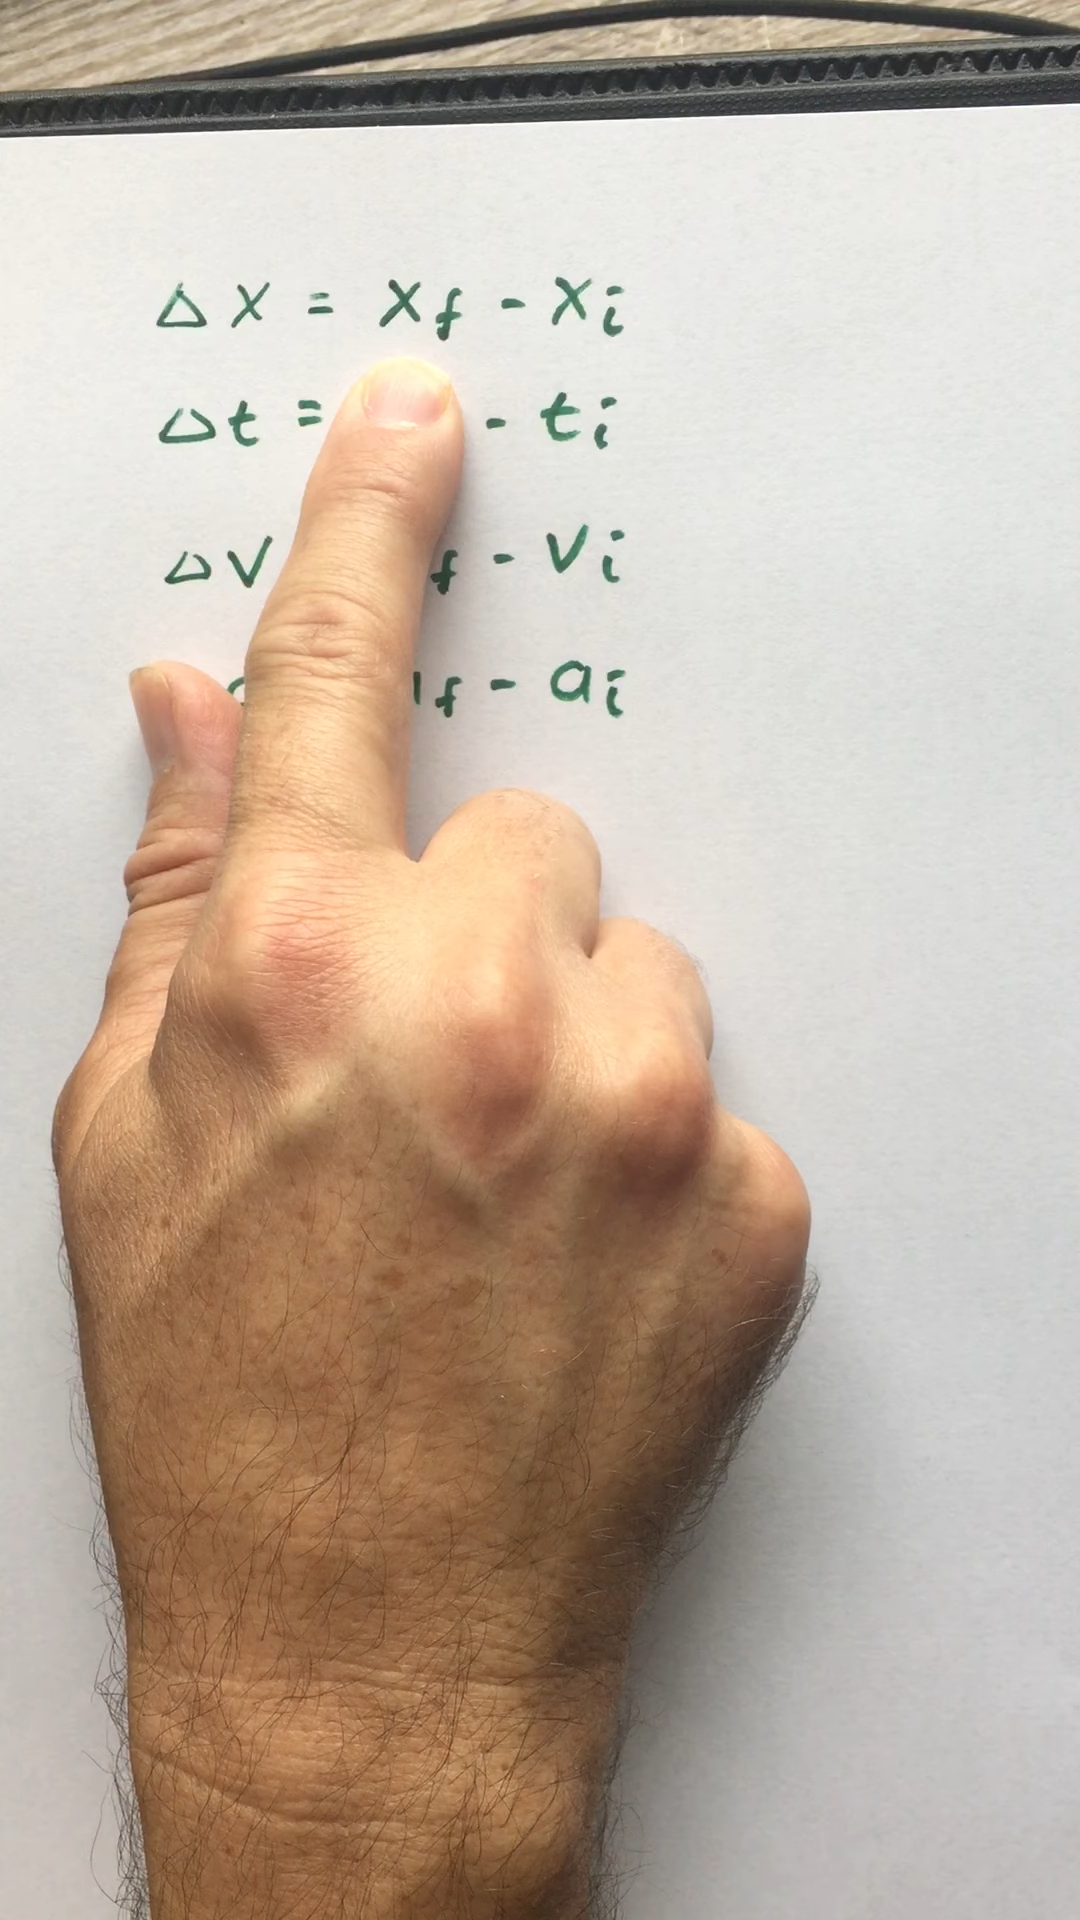 Δx = xf - xi
Δt = - ti
Δv f - vi
f - ai